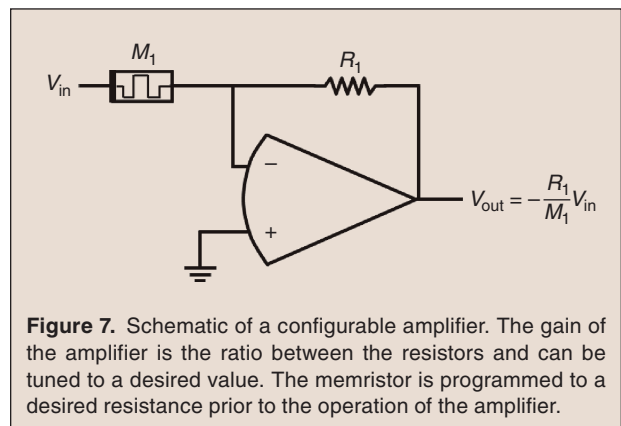 M1
R1
Vin
−
+
Vout = −R1/M1 Vin
Figure 7. Schematic of a configurable amplifier. The gain of
the amplifier is the ratio between the resistors and can be
tuned to a desired value. The memristor is programmed to a
desired resistance prior to the operation of the amplifier.